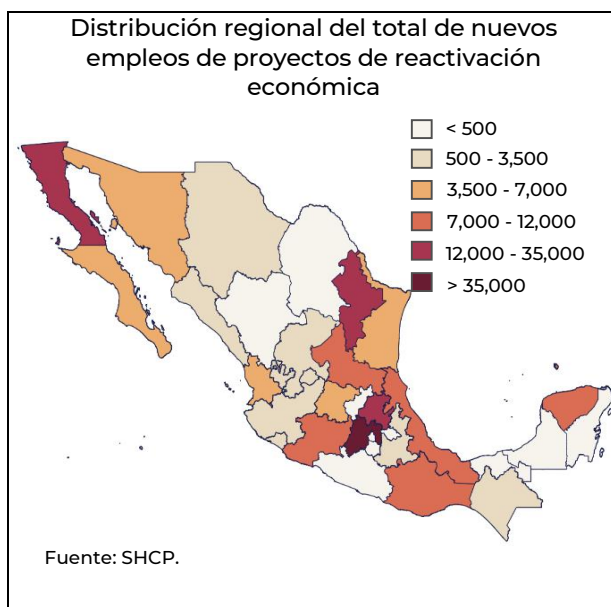 Distribución regional del total de nuevos
empleos de proyectos de reactivación
económica
< 500
500 - 3,500
3,500 - 7,000
7,000 - 12,000
12,000 - 35,000
> 35,000
Fuente: SHCP.